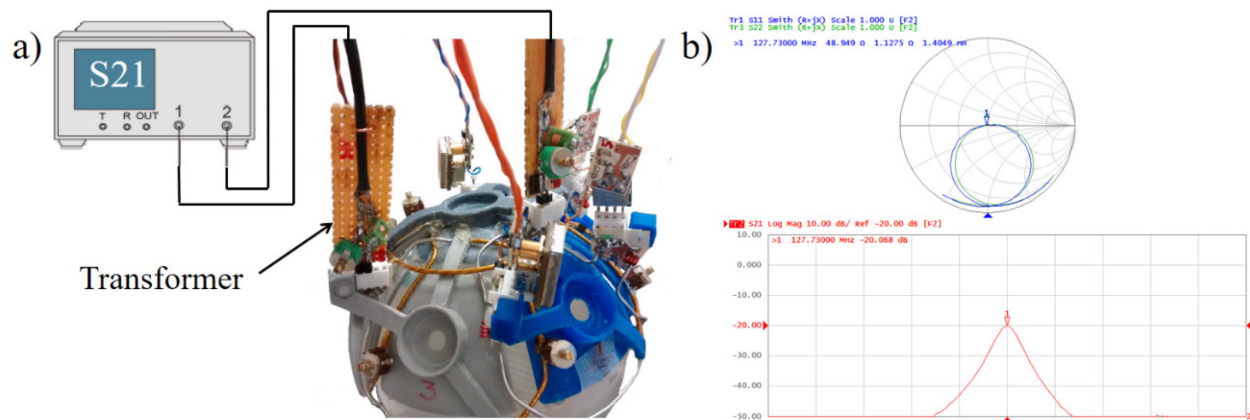 a)
S21
T R OUT 1 2
Transformer
3
b)
Tr1 S11 Smith (R+jX) Scale 1.000 U [F2]
Tr3 S22 Smith (R+jX) Scale 1.000 U [F2]
>1 127.73000 MHz 48.949 Ω 1.1275 Ω 1.4049 nH
1
Tr2 S21 Log Mag 10.00 dB/ Ref -20.00 dB [F2]
10.00
>1 127.73000 MHz -20.068 dB
0.000
-10.00
1
-20.00
-30.00
-40.00
-50.00